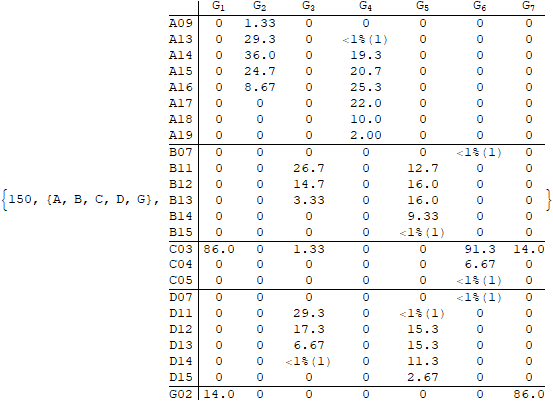 G₁ G₂ G₃ G₄ G₅ G₆ G₇
A09 0 1.33 0 0 0 0 0
A13 0 29.3 0 <1%(1) 0 0 0
A14 0 36.0 0 19.3 0 0 0
A15 0 24.7 0 20.7 0 0 0
A16 0 8.67 0 25.3 0 0 0
A17 0 0 0 22.0 0 0 0
A18 0 0 0 10.0 0 0 0
A19 0 0 0 2.00 0 0 0
B07 0 0 0 0 0 <1%(1) 0
B11 0 0 26.7 0 12.7 0 0
B12 0 0 14.7 0 16.0 0 0
{150, {A, B, C, D, G}, B13 0 0 3.33 0 16.0 0 0 }
B14 0 0 0 0 9.33 0 0
B15 0 0 0 0 <1%(1) 0 0
C03 86.0 0 1.33 0 0 91.3 14.0
C04 0 0 0 0 0 6.67 0
C05 0 0 0 0 0 <1%(1) 0
D07 0 0 0 0 0 <1%(1) 0
D11 0 0 29.3 0 <1%(1) 0 0
D12 0 0 17.3 0 15.3 0 0
D13 0 0 6.67 0 15.3 0 0
D14 0 0 <1%(1) 0 11.3 0 0
D15 0 0 0 0 2.67 0 0
G02 14.0 0 0 0 0 0 86.0